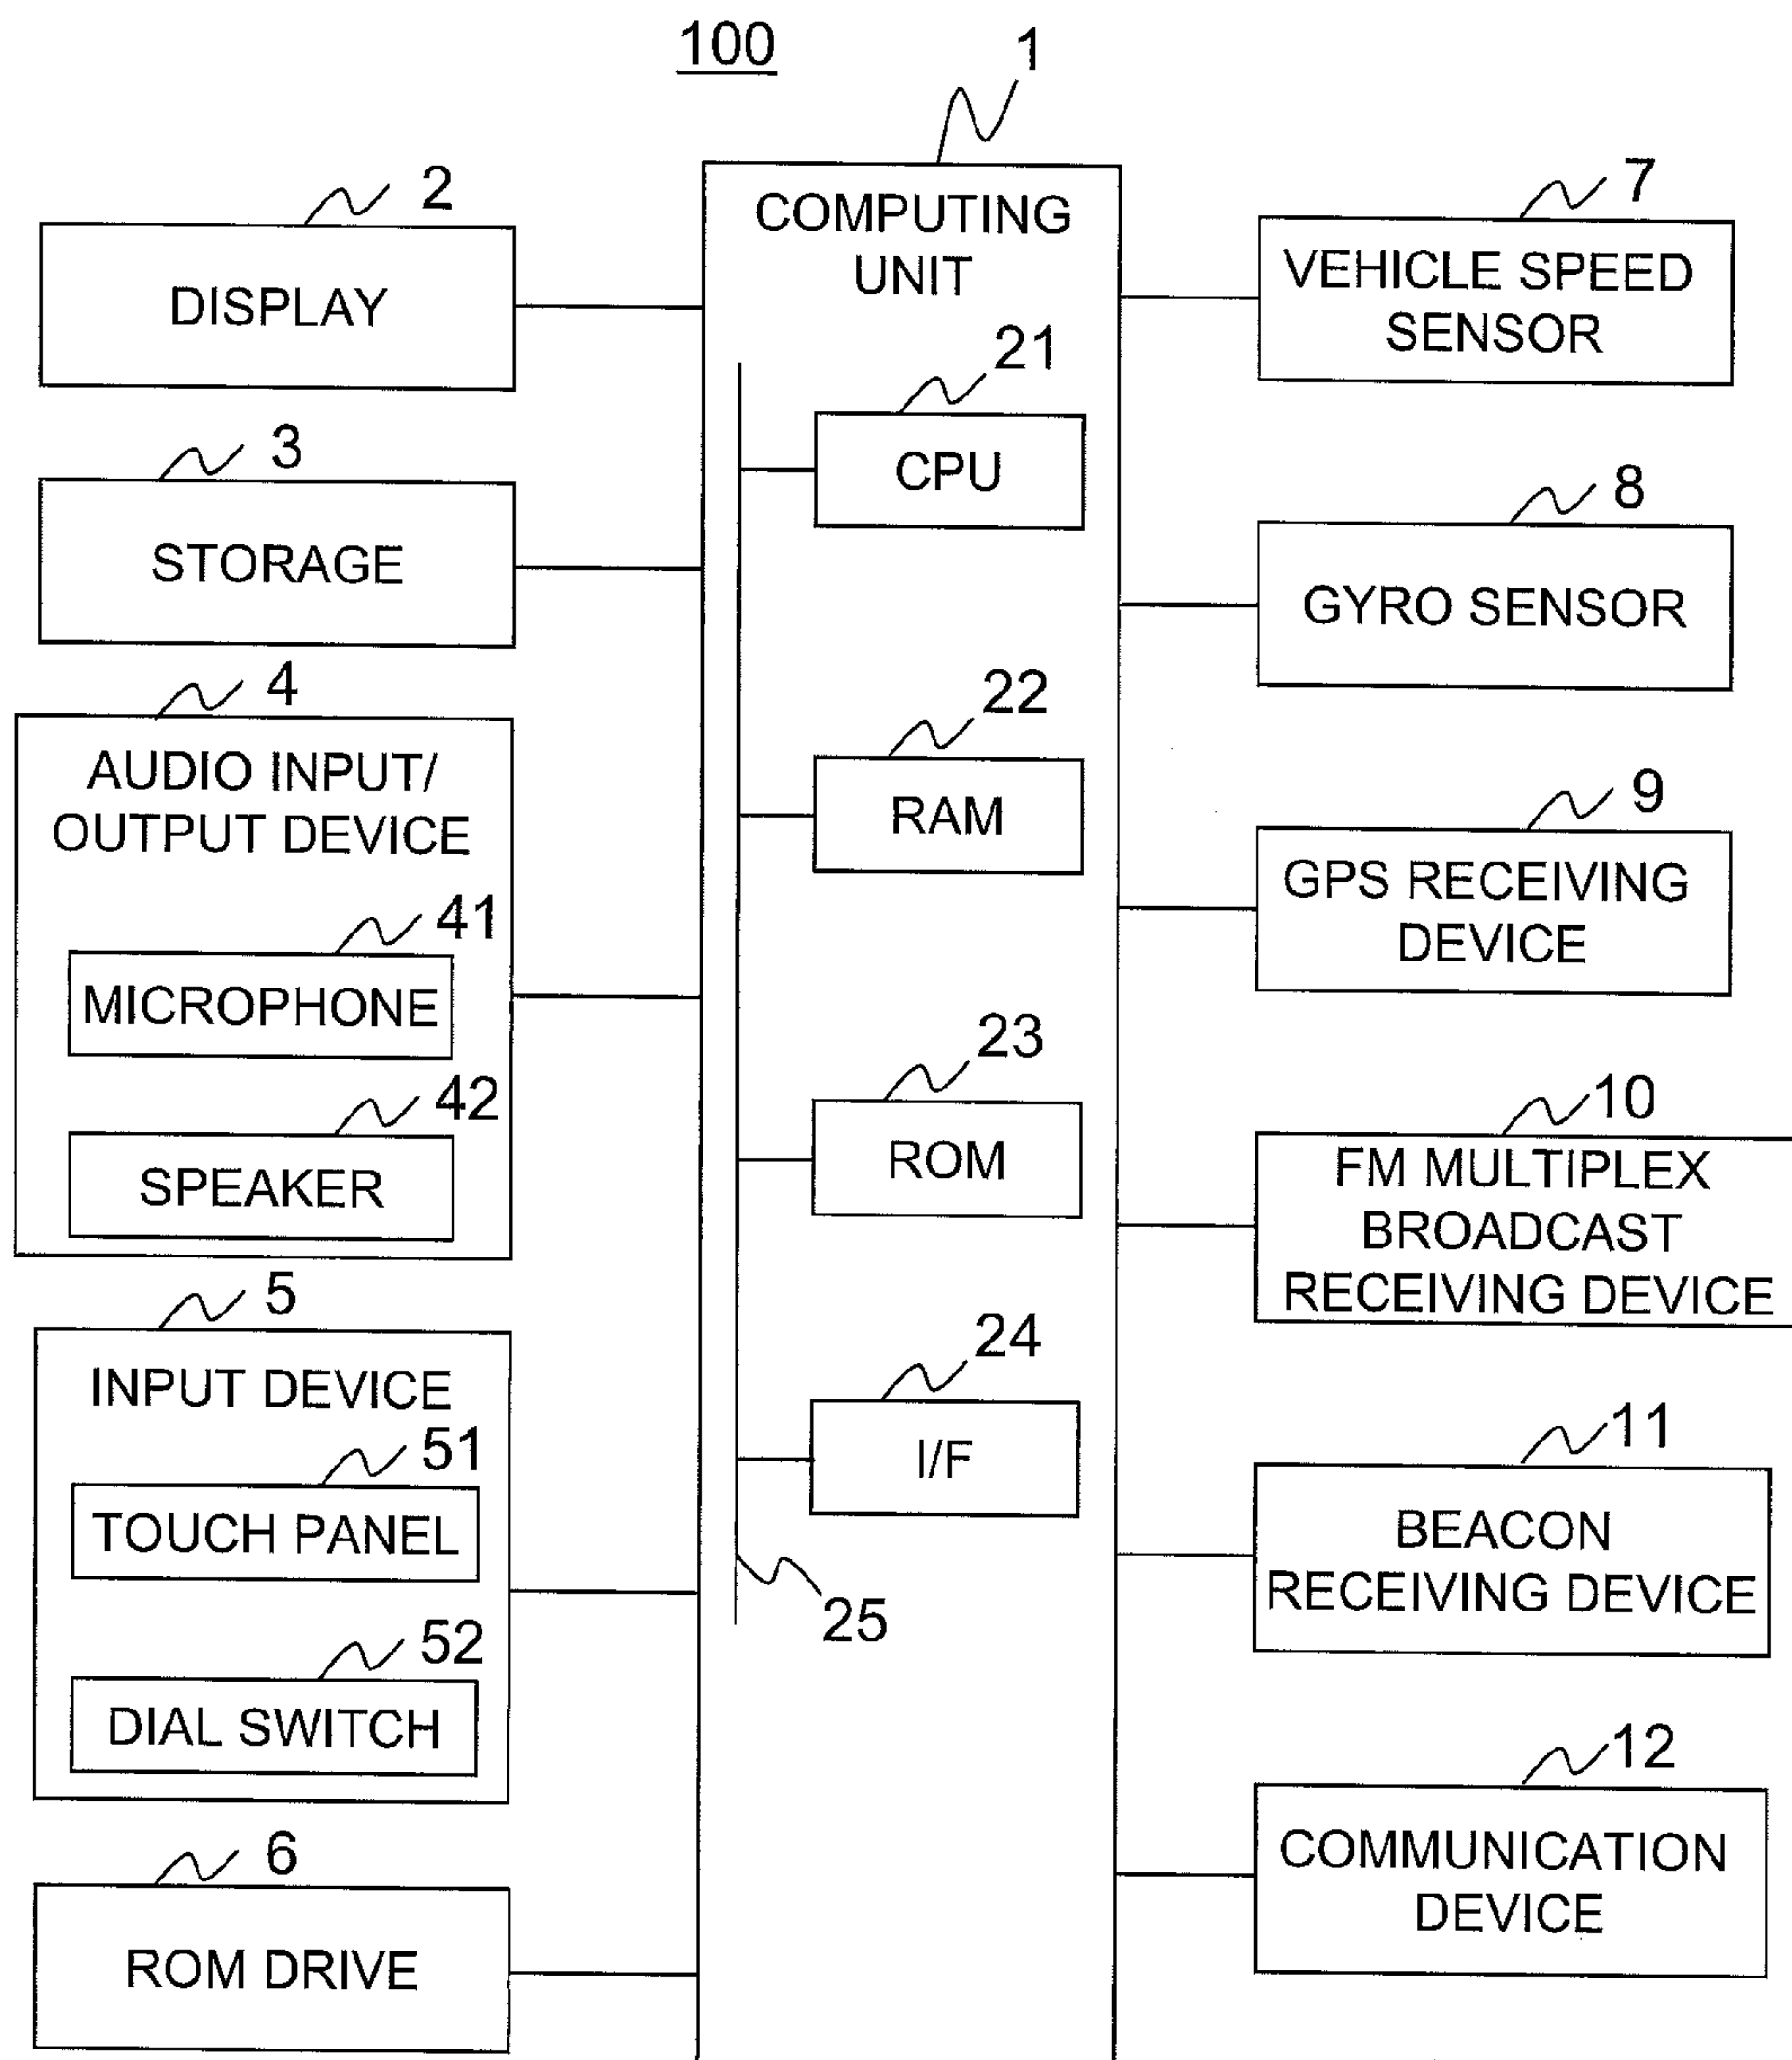 100
1
2
DISPLAY
3
STORAGE
4
AUDIO INPUT/
OUTPUT DEVICE
41
MICROPHONE
42
SPEAKER
5
INPUT DEVICE
51
TOUCH PANEL
52
DIAL SWITCH
6
ROM DRIVE
COMPUTING
UNIT
21
CPU
22
RAM
23
ROM
24
I/F
25
7
VEHICLE SPEED
SENSOR
8
GYRO SENSOR
9
GPS RECEIVING
DEVICE
10
FM MULTIPLEX
BROADCAST
RECEIVING DEVICE
11
BEACON
RECEIVING DEVICE
12
COMMUNICATION
DEVICE